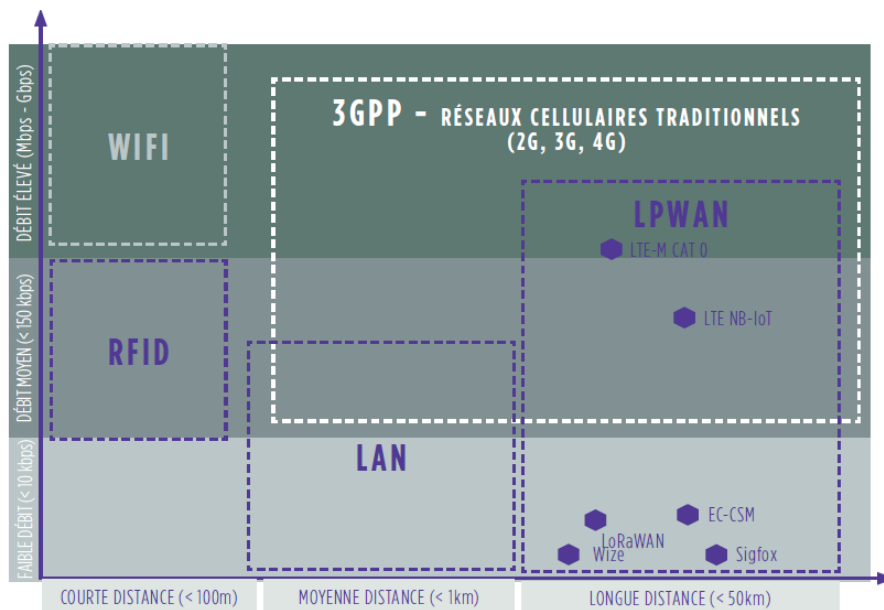 DÉBIT ÉLEVÉ (Mbps - Gbps)
WIFI
3GPP - RÉSEAUX CELLULAIRES TRADITIONNELS
(2G, 3G, 4G)
LPWAN
LTE-M CAT 0
DÉBIT MOYEN (< 150 kbps)
RFID
LTE NB-IoT
FAIBLE DÉBIT (< 10 kbps)
LAN
EC-CSM
LoRaWAN
Wize
Sigfox
COURTE DISTANCE (< 100m)
MOYENNE DISTANCE (< 1km)
LONGUE DISTANCE (< 50km)